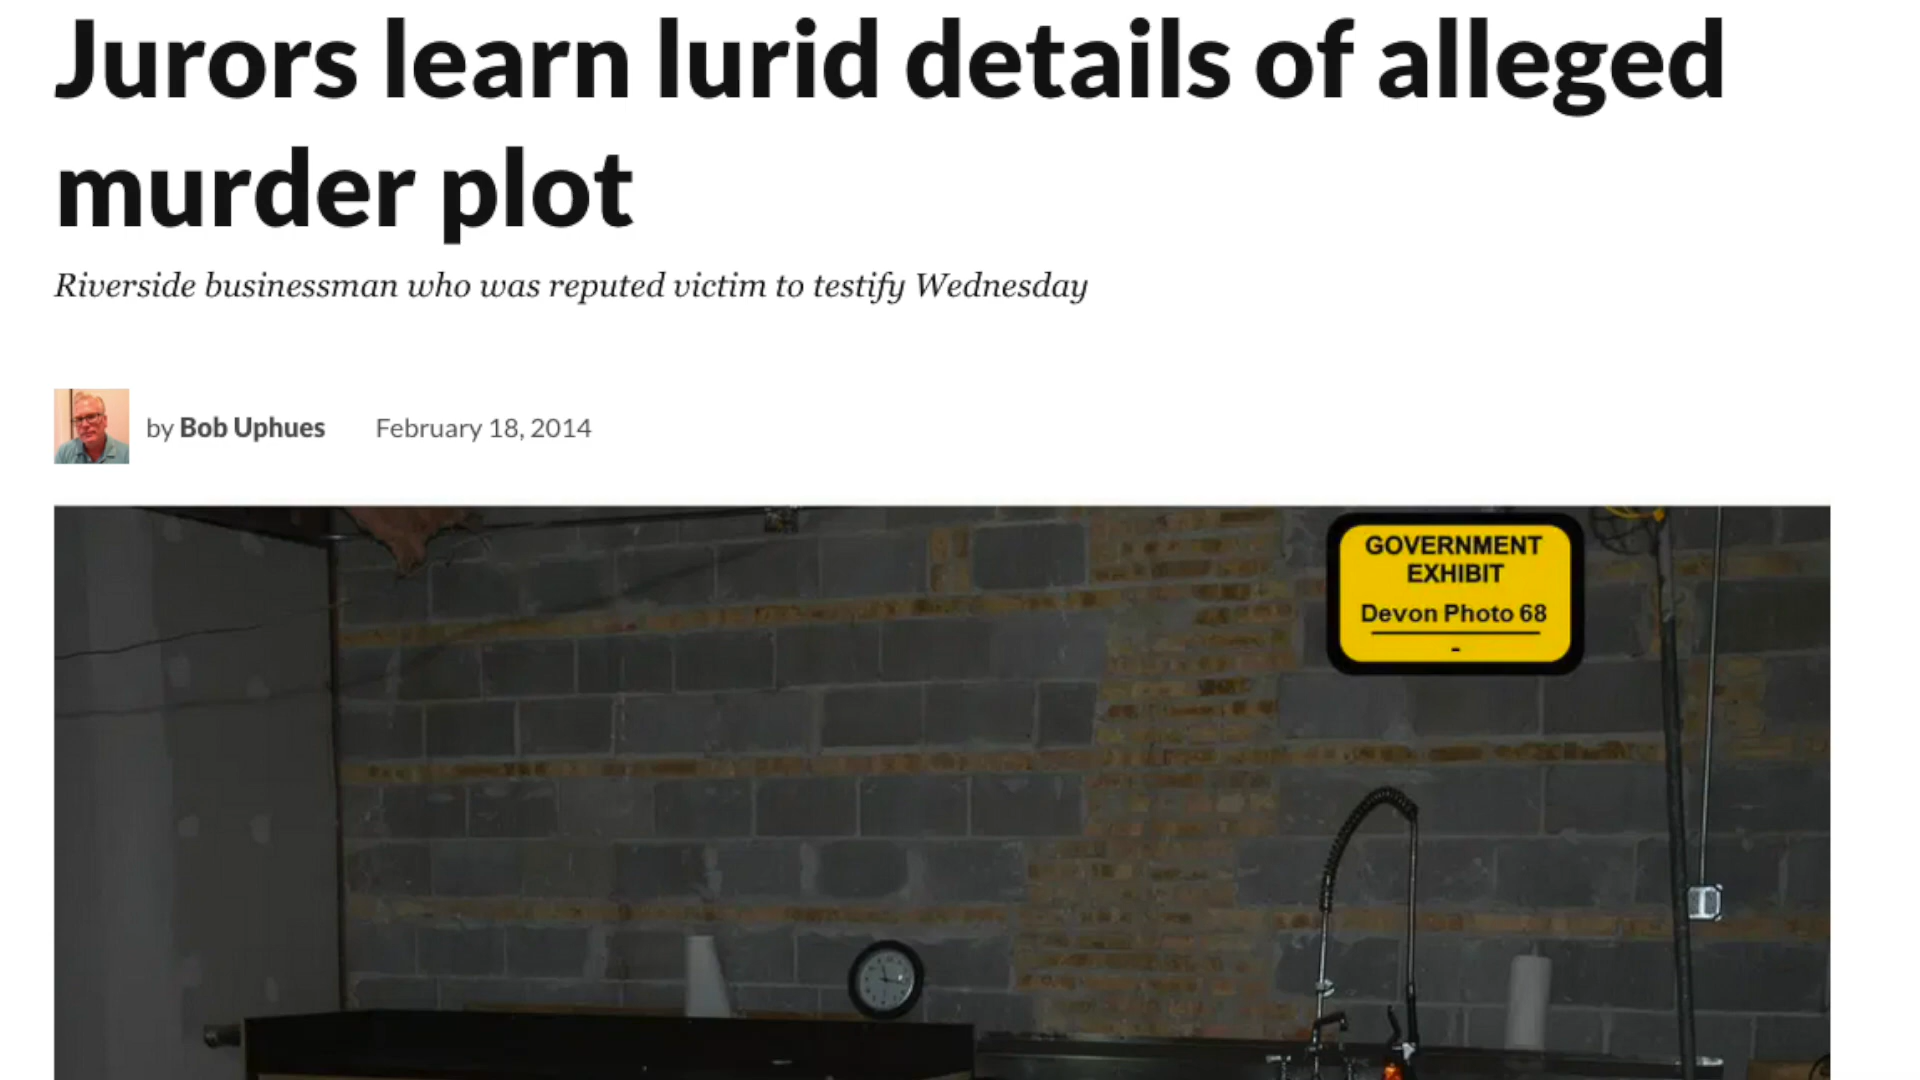 Jurors learn lurid details of alleged
murder plot
Riverside businessman who was reputed victim to testify Wednesday
by Bob Uphues February 18, 2014
GOVERNMENT
EXHIBIT
Devon Photo 68
-